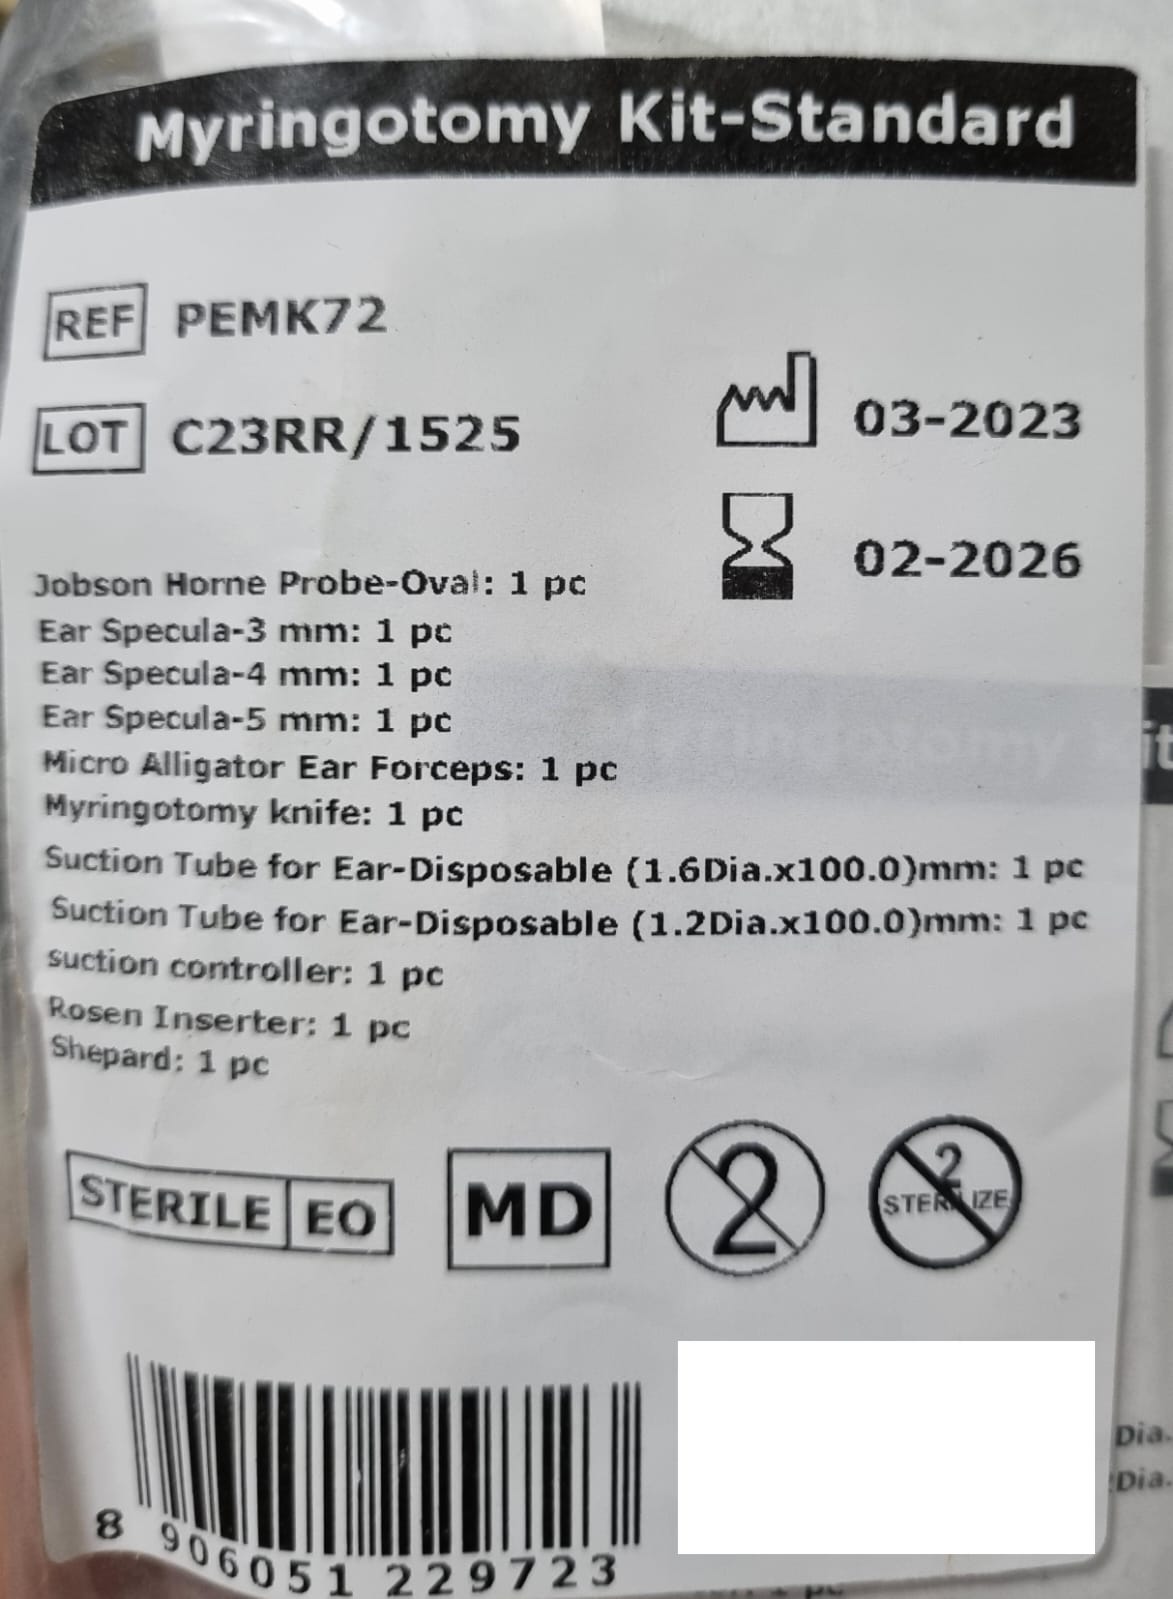 Myringotomy Kit-Standard
REF PEMK72
LOT C23RR/1525
03-2023
02-2026
Jobson Horne Probe-Oval: 1 pc
Ear Specula-3 mm: 1 pc
Ear Specula-4 mm: 1 pc
Ear Specula-5 mm: 1 pc
Micro Alligator Ear Forceps: 1 pc
Myringotomy knife: 1 pc
Suction Tube for Ear-Disposable (1.6Dia.x100.0)mm: 1 pc
Suction Tube for Ear-Disposable (1.2Dia.x100.0)mm: 1 pc
suction controller: 1 pc
Rosen Inserter: 1 pc
Shepard: 1 pc
STERILE EO
MD
2
2
STERILIZE
8 906051 229723
Dia.
Dia.